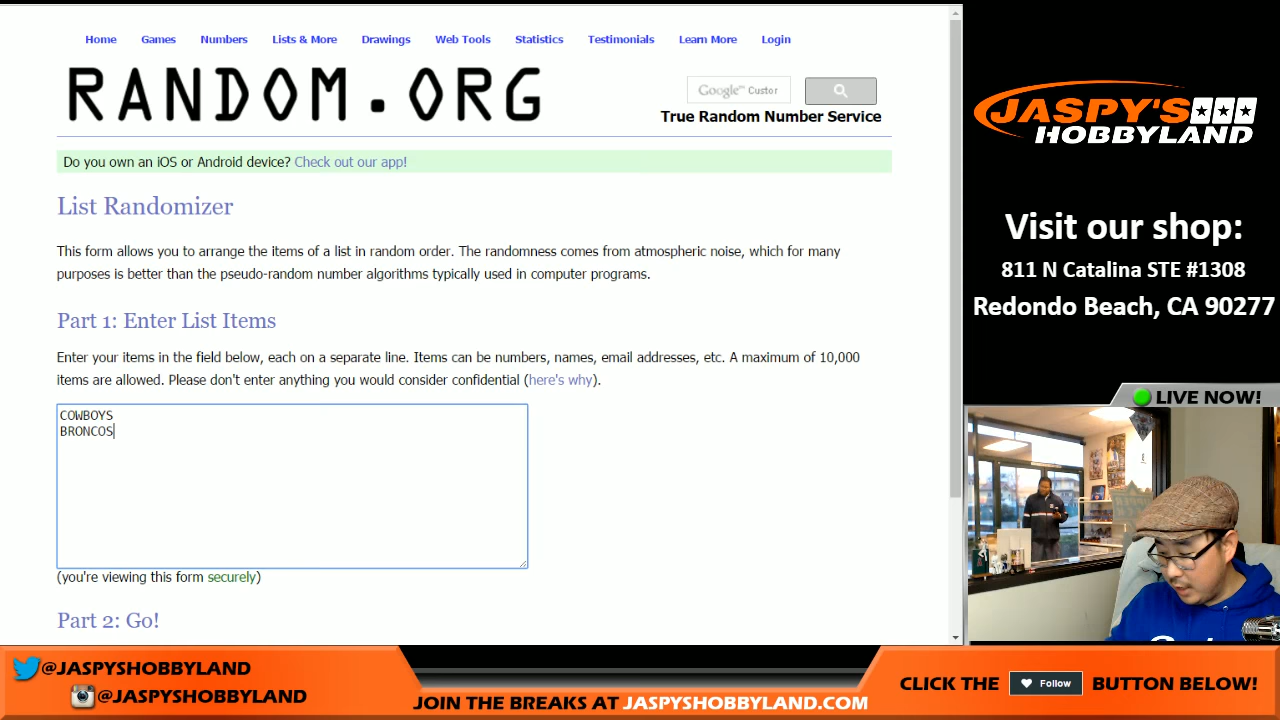 Home Games Numbers Lists & More Drawings Web Tools Statistics Testimonials Learn More Login
RANDOM.ORG
Google™ Custor
True Random Number Service
Do you own an iOS or Android device? Check out our app!
List Randomizer
This form allows you to arrange the items of a list in random order. The randomness comes from atmospheric noise, which for many
purposes is better than the pseudo-random number algorithms typically used in computer programs.
Part 1: Enter List Items
Enter your items in the field below, each on a separate line. Items can be numbers, names, email addresses, etc. A maximum of 10,000
items are allowed. Please don't enter anything you would consider confidential (here's why).
COWBOYS
BRONCOS
(you're viewing this form securely)
Part 2: Go!
JASPY'S
HOBBYLAND
Visit our shop:
811 N Catalina STE #1308
Redondo Beach, CA 90277
LIVE NOW!
@JASPYSHOBBYLAND
@JASPYSHOBBYLAND
JOIN THE BREAKS AT JASPYSHOBBYLAND.COM
CLICK THE Follow BUTTON BELOW!